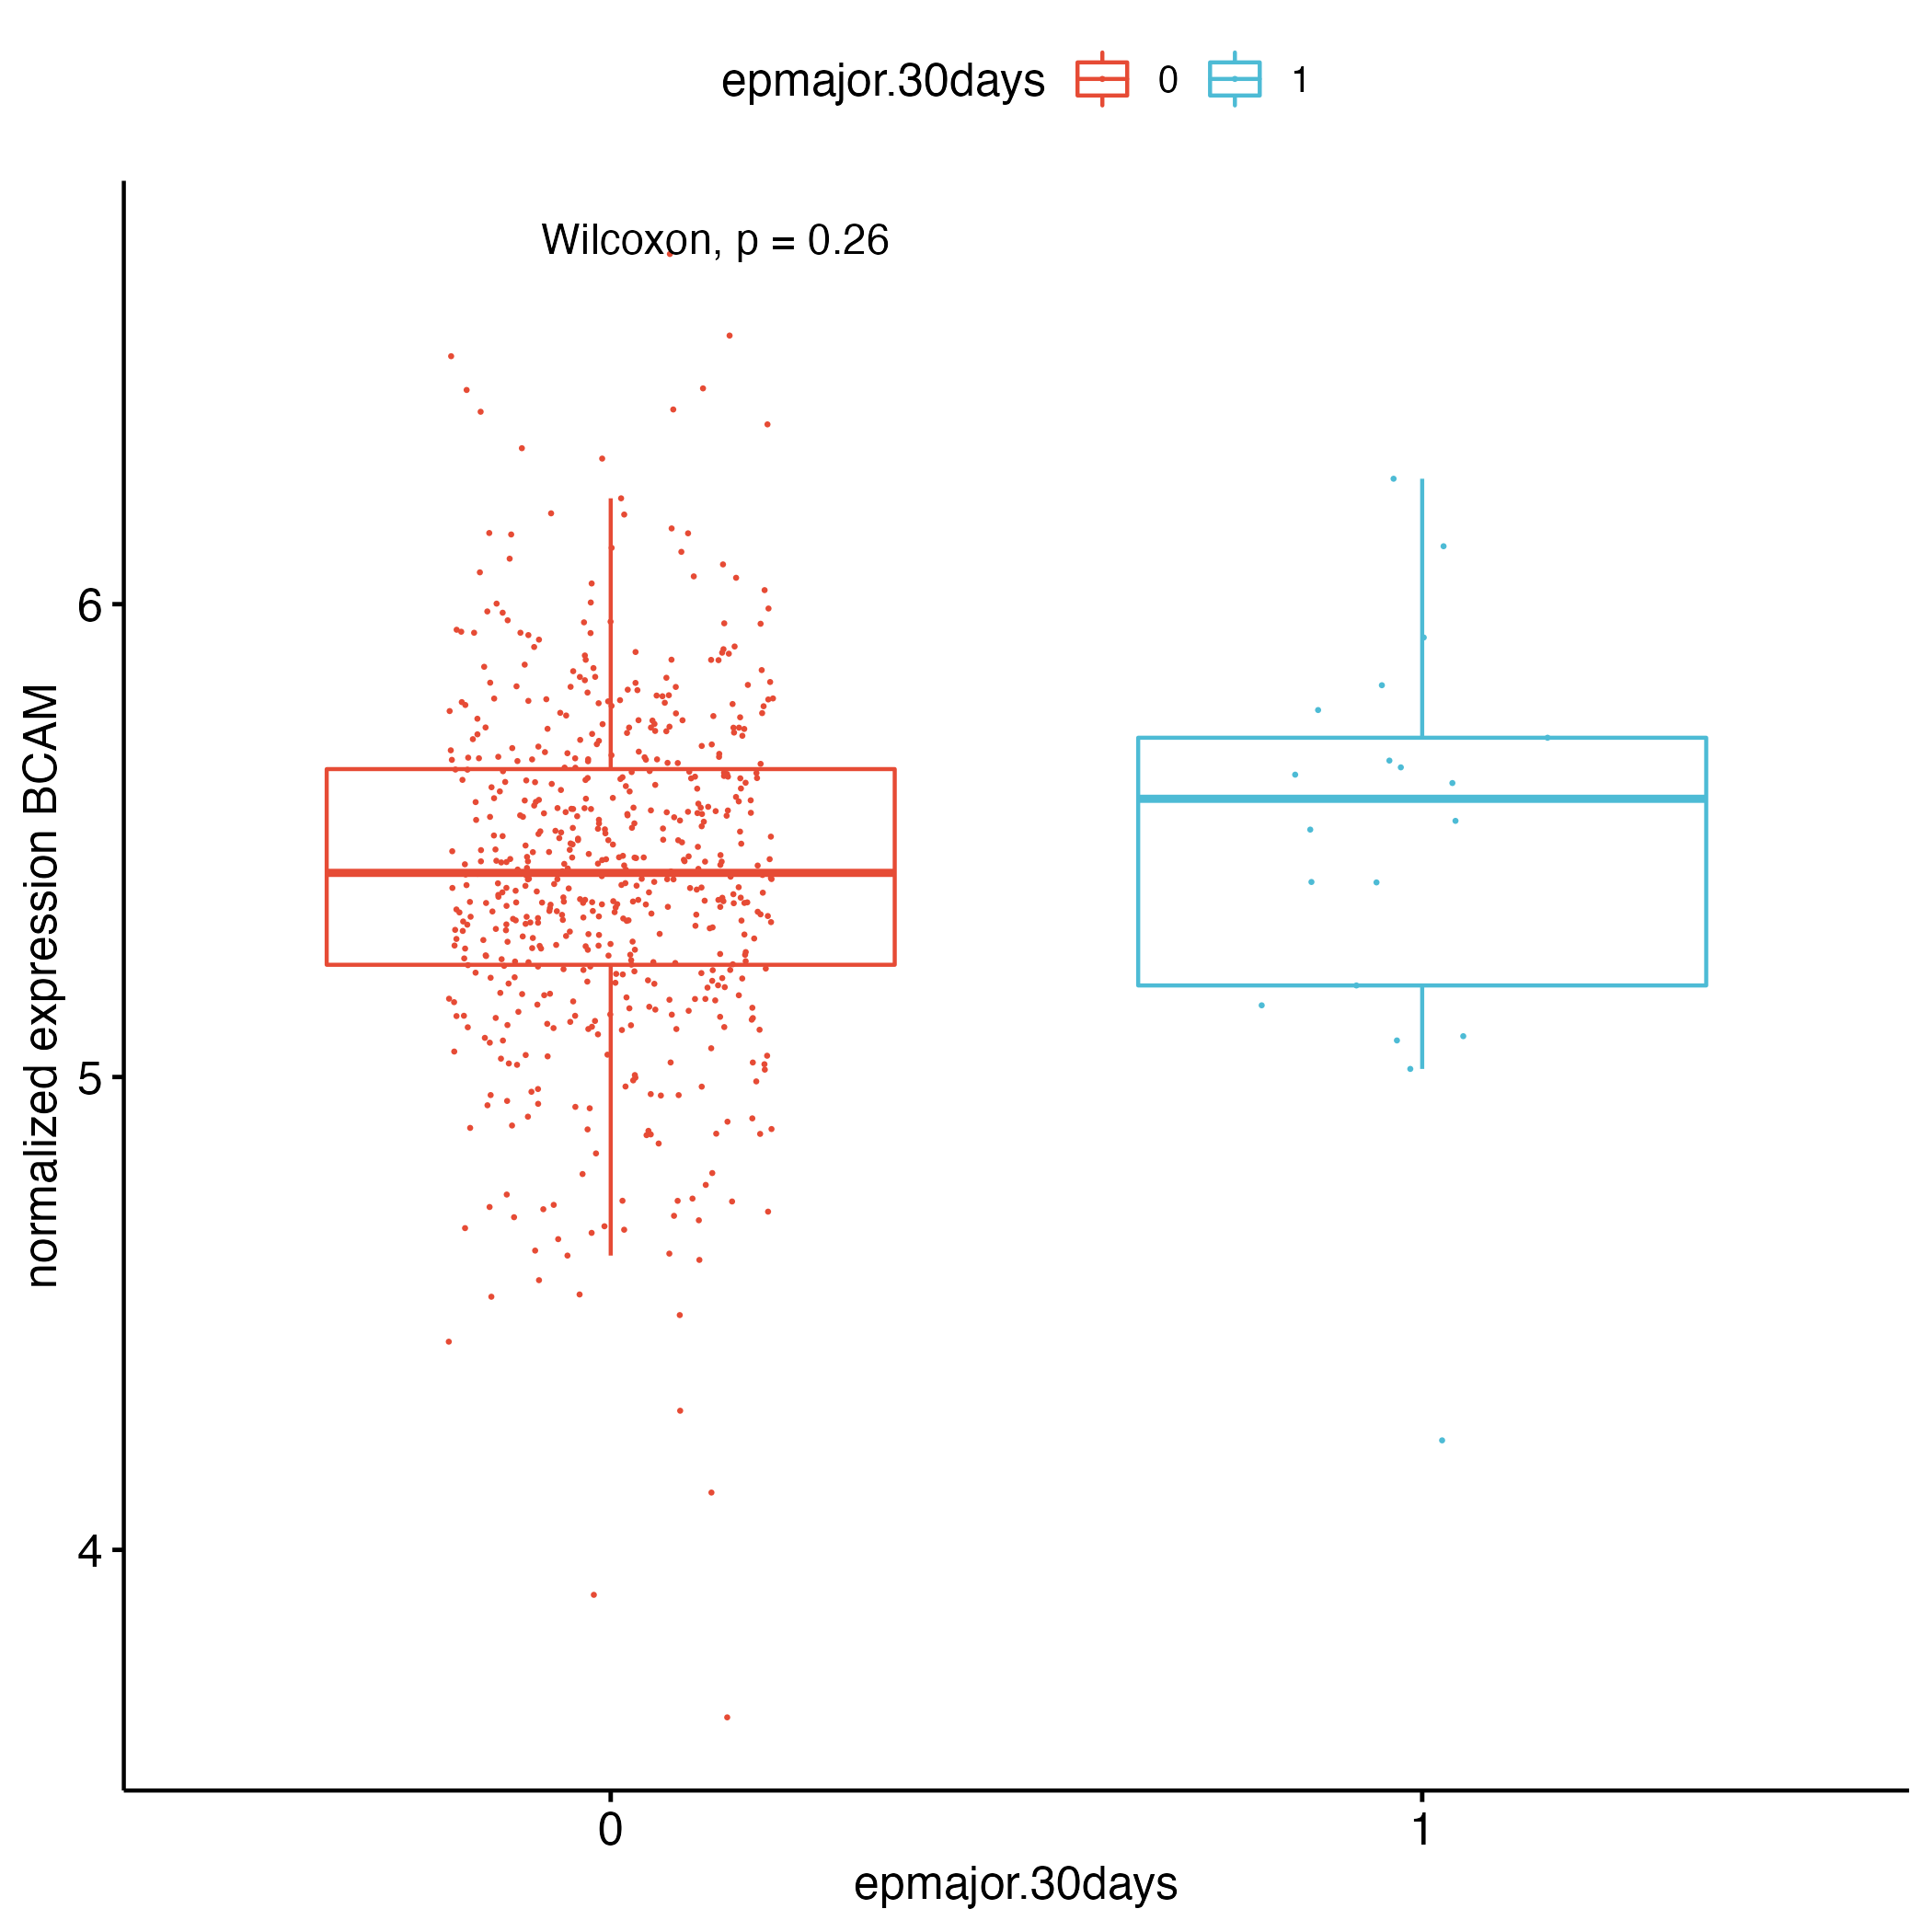 epmajor.30days 0 1
Wilcoxon, p = 0.26
normalized expression BCAM
6
5
4
0 1
epmajor.30days